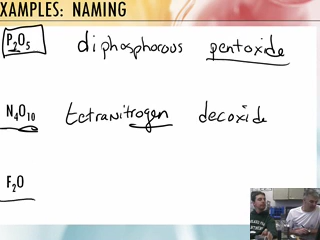 EXAMPLES: NAMING
P2O5 diphosphorous pentoxide
N4O10 tetranitrogen decoxide
F2O